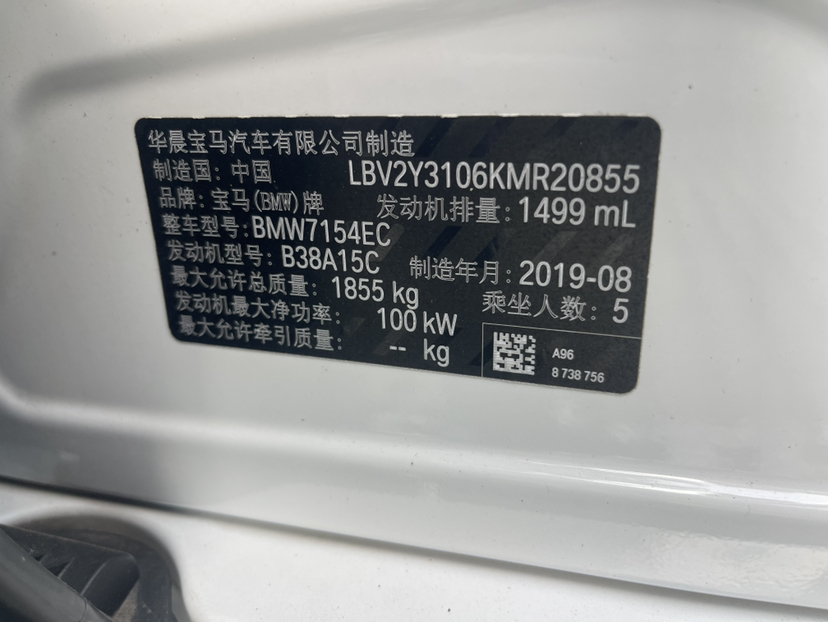 华晨宝马汽车有限公司制造
制造国：中国 LBV2Y3106KMR20855
品牌：宝马(BMW)牌 发动机排量：1499 mL
整车型号：BMW7154EC
发动机型号：B38A15C 制造年月：2019-08
最大允许总质量：1855 kg 乘坐人数：5
发动机最大净功率：100 kW
最大允许牵引质量：-- kg
A96
8 738 756